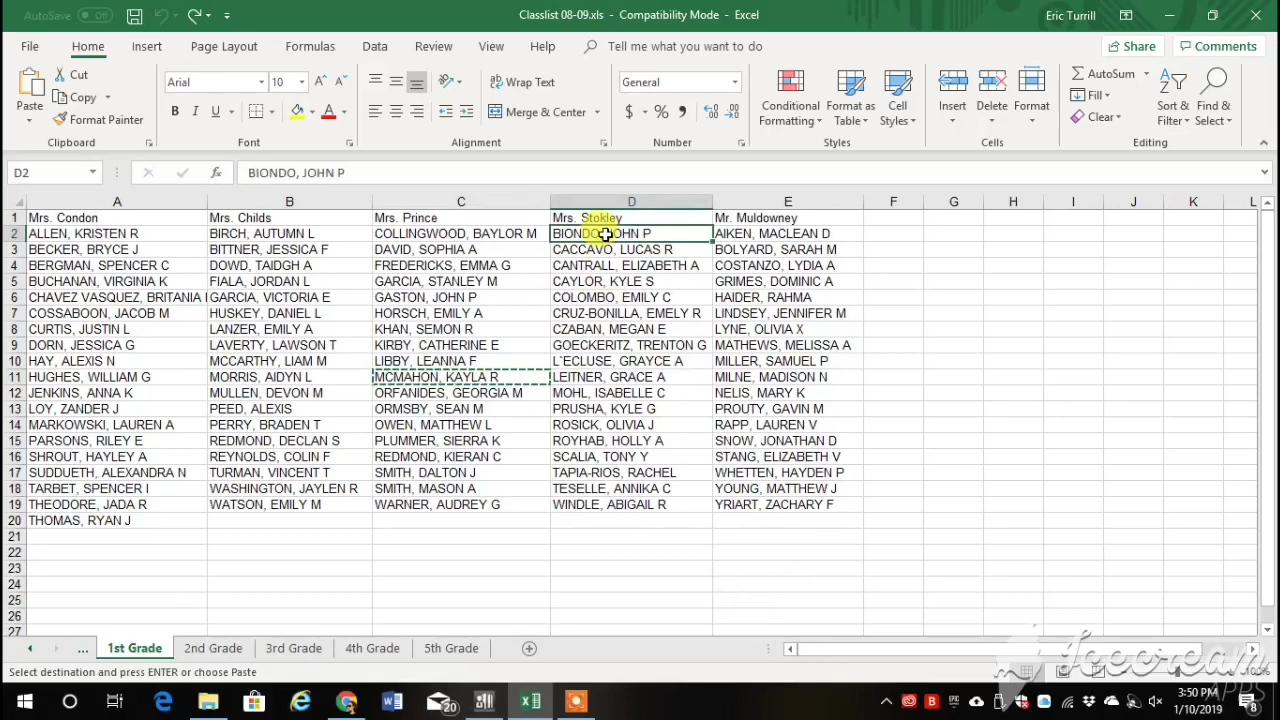 AutoSave Off Classlist 08-09.xls - Compatibility Mode - Excel Eric Turrill
File Home Insert Page Layout Formulas Data Review View Help Tell me what you want to do Share Comments
Paste Cut Copy Format Painter
Arial 10 B I U
Wrap Text Merge & Center
General $ % ,
Conditional Formatting Format as Table Cell Styles
Insert Delete Format
AutoSum Fill Clear Sort & Filter Find & Select
Clipboard Font Alignment Number Styles Cells Editing
D2 fx BIONDO, JOHN P
A B C D E F G H I J K L
1 Mrs. Condon Mrs. Childs Mrs. Prince Mrs. Stokley Mr. Muldowney
2 ALLEN, KRISTEN R BIRCH, AUTUMN L COLLINGWOOD, BAYLOR M BIONDO, JOHN P AIKEN, MACLEAN D
3 BECKER, BRYCE J BITTNER, JESSICA F DAVID, SOPHIA A CACCAVO, LUCAS R BOLYARD, SARAH M
4 BERGMAN, SPENCER C DOWD, TAIDGH A FREDERICKS, EMMA G CANTRALL, ELIZABETH A COSTANZO, LYDIA A
5 BUCHANAN, VIRGINIA K FIALA, JORDAN L GARCIA, STANLEY M CAYLOR, KYLE S GRIMES, DOMINIC A
6 CHAVEZ VASQUEZ, BRITANIA GARCIA, VICTORIA E GASTON, JOHN P COLOMBO, EMILY C HAIDER, RAHMA
7 COSSABOON, JACOB M HUSKEY, DANIEL L HORSCH, EMILY A CRUZ-BONILLA, EMELY R LINDSEY, JENNIFER M
8 CURTIS, JUSTIN L LANZER, EMILY A KHAN, SEMON R CZABAN, MEGAN E LYNE, OLIVIA X
9 DORN, JESSICA G LAVERTY, LAWSON T KIRBY, CATHERINE E GOECKERITZ, TRENTON G MATHEWS, MELISSA A
10 HAY, ALEXIS N MCCARTHY, LIAM M LIBBY, LEANNA F L`ECLUSE, GRAYCE A MILLER, SAMUEL P
11 HUGHES, WILLIAM G MORRIS, AIDYN L MCMAHON, KAYLA R LEITNER, GRACE A MILNE, MADISON N
12 JENKINS, ANNA K MULLEN, DEVON M ORFANIDES, GEORGIA M MOHL, ISABELLE C NELIS, MARY K
13 LOY, ZANDER J PEED, ALEXIS ORMSBY, SEAN M PRUSHA, KYLE G PROUTY, GAVIN M
14 MARKOWSKI, LAUREN A PERRY, BRADEN T OWEN, MATTHEW L ROSICK, OLIVIA J RAPP, LAUREN V
15 PARSONS, RILEY E REDMOND, DECLAN S PLUMMER, SIERRA K ROYHAB, HOLLY A SNOW, JONATHAN D
16 SHROUT, HAYLEY A REYNOLDS, COLIN F REDMOND, KIERAN C SCALIA, TONY Y STANG, ELIZABETH V
17 SUDDUETH, ALEXANDRA N TURMAN, VINCENT T SMITH, DALTON J TAPIA-RIOS, RACHEL WHETTEN, HAYDEN P
18 TARBET, SPENCER I WASHINGTON, JAYLEN R SMITH, MASON A TESELLE, ANNIKA C YOUNG, MATTHEW J
19 THEODORE, JADA R WATSON, EMILY M WARNER, AUDREY G WINDLE, ABIGAIL R YRIART, ZACHARY F
20 THOMAS, RYAN J
21
22
23
24
25
26
27
... 1st Grade 2nd Grade 3rd Grade 4th Grade 5th Grade
Select destination and press ENTER or choose Paste 100%
Icecream
APPS
20 3:50 PM
1/10/2019 8